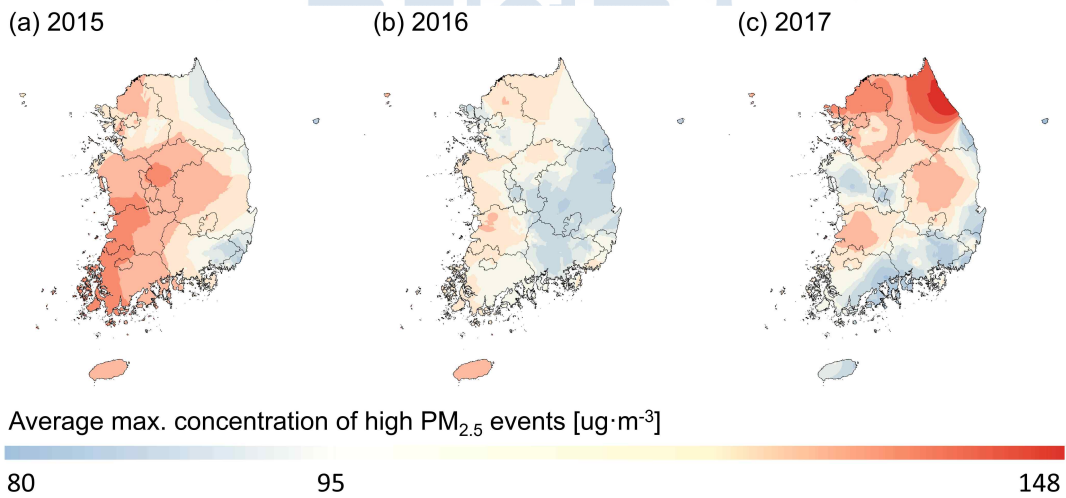 (a) 2015 (b) 2016 (c) 2017
Average max. concentration of high PM2.5 events [ug·m-3]
80 95 148